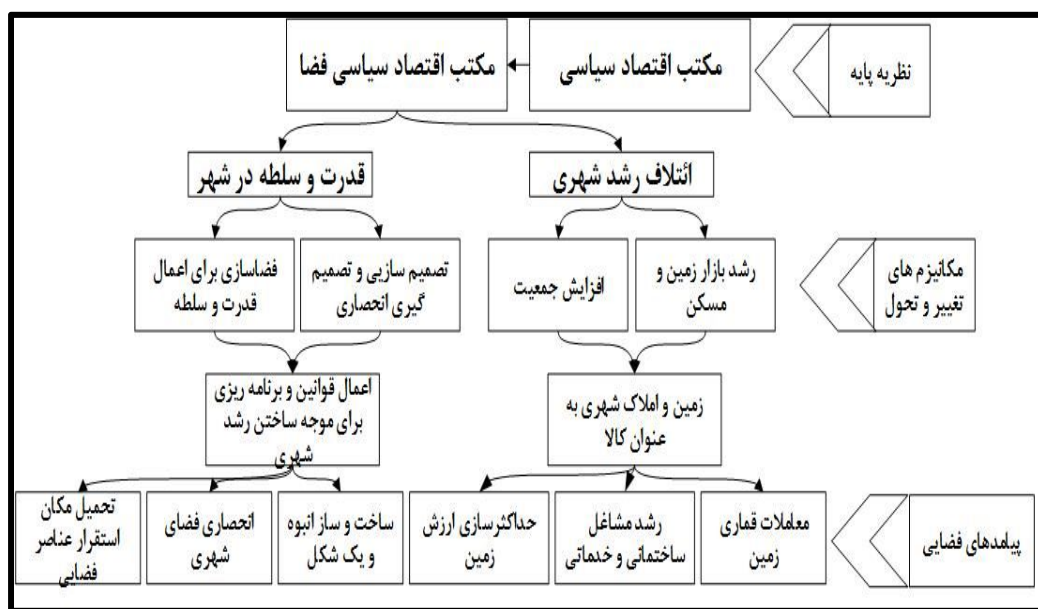 نظریه پایه
مکتب اقتصاد سیاسی
مکتب اقتصاد سیاسی فضا
ائتلاف رشد شهری
قدرت و سلطه در شهر
مکانیزم های
تغییر و تحول
رشد بازار زمین و
مسکن
افزایش جمعیت
تصمیم سازیی و تصمیم
گیری انحصاری
فضاسازی برای اعمال
قدرت و سلطه
زمین و املاک شهری به
عنوان کالا
اعمال قوانین و برنامه ریزی
برای موجه ساختن رشد
شهری
پیامدهای فضایی
معاملات قماری
زمین
رشد مشاغل
ساختمانی و خدماتی
حداکثرسازی ارزش
زمین
ساخت و ساز انبوه
و یک شکل
انحصاری فضای
شهری
تحمیل مکان
استقرار عناصر
فضایی